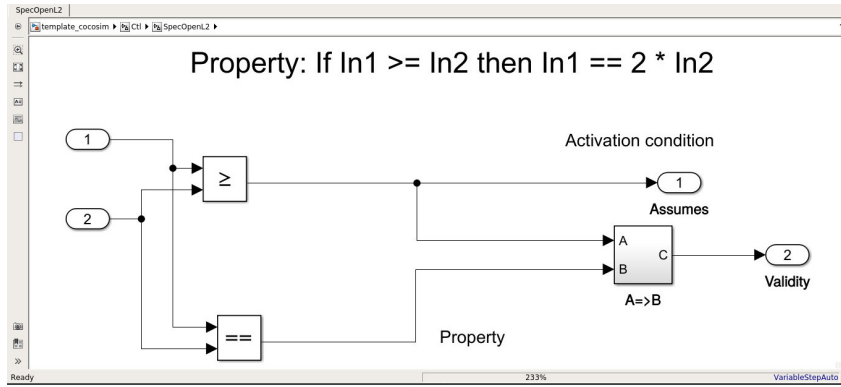 SpecOpenL2
template_cocosim ▶ Ctl ▶ SpecOpenL2 ▶
Property: If In1 >= In2 then In1 == 2 * In2
1
Activation condition
≥
1
2
Assumes
A
C
2
B
Validity
A=>B
==
Property
Ready 233% VariableStepAuto